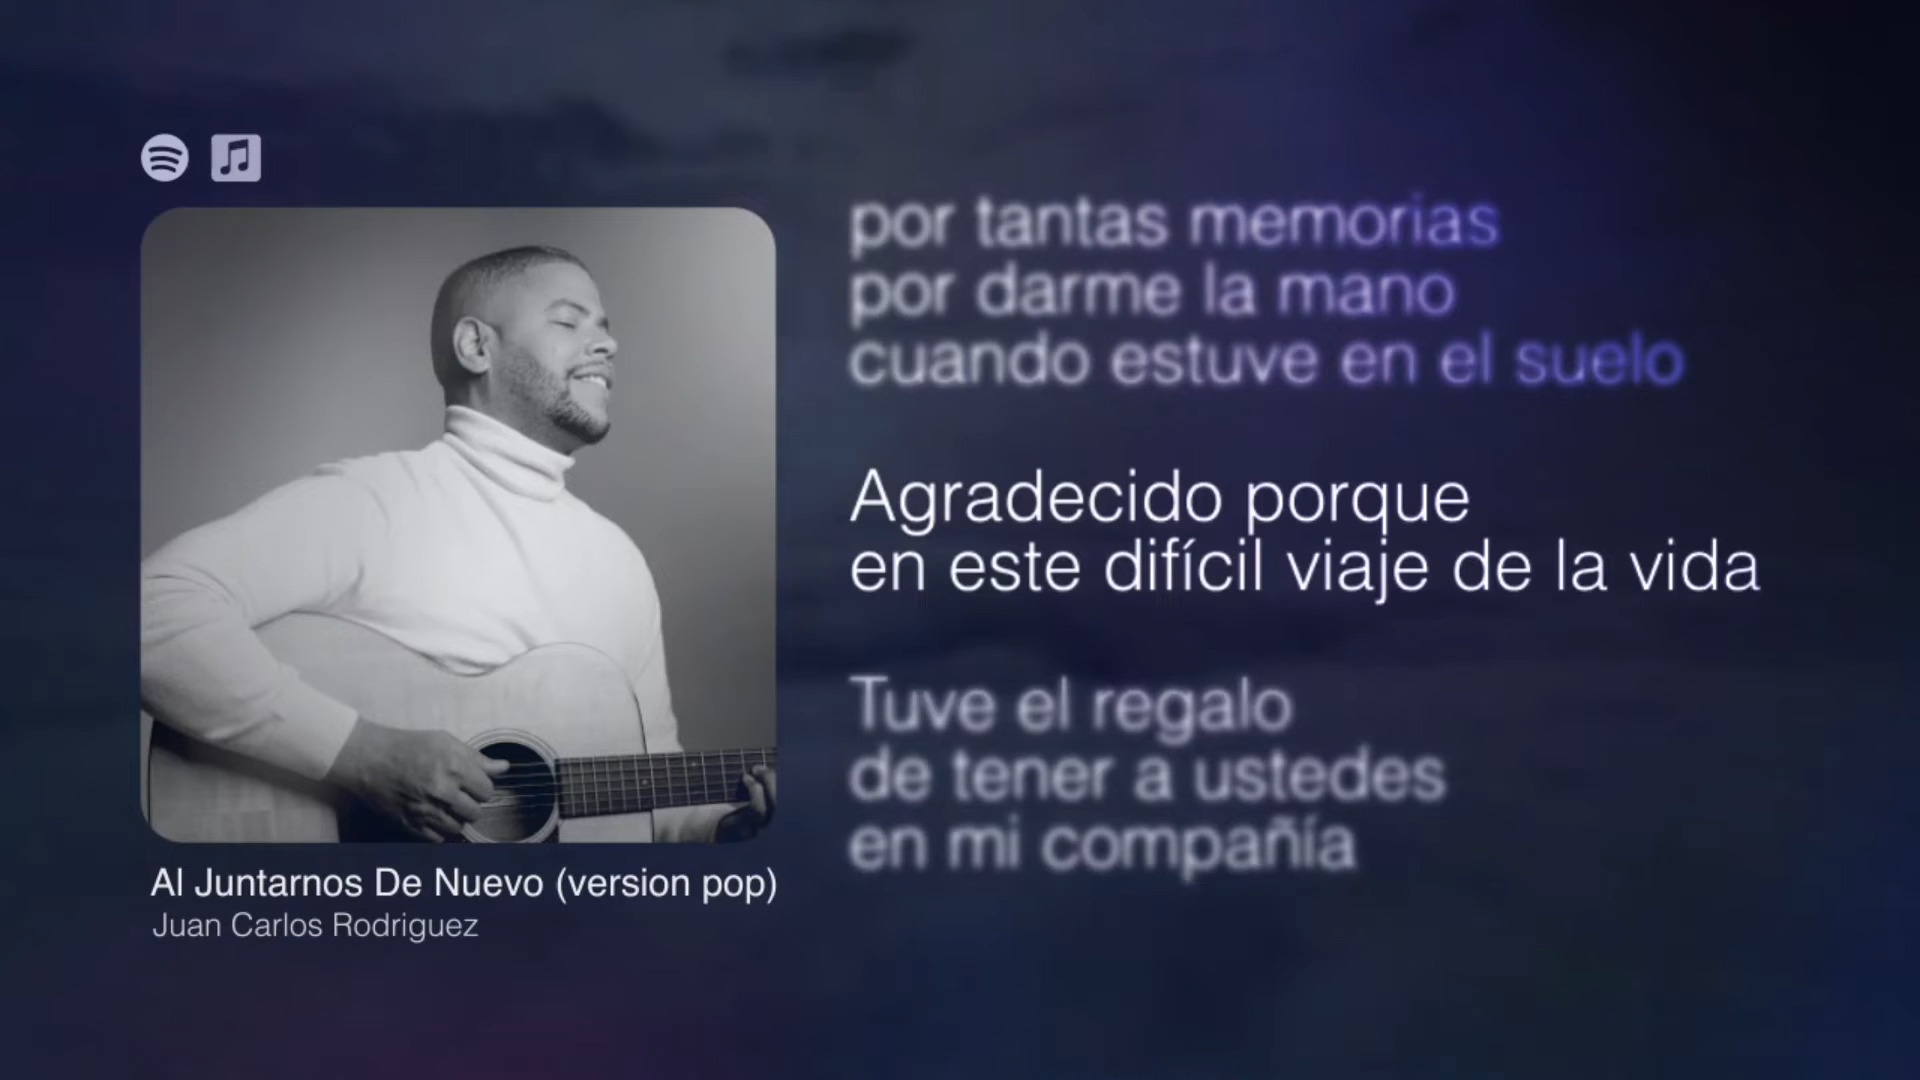 por tantas memorias
por darme la mano
cuando estuve en el suelo
Agradecido porque
en este difícil viaje de la vida
Tuve el regalo
de tener a ustedes
en mi compañía
Al Juntarnos De Nuevo (version pop)
Juan Carlos Rodriguez